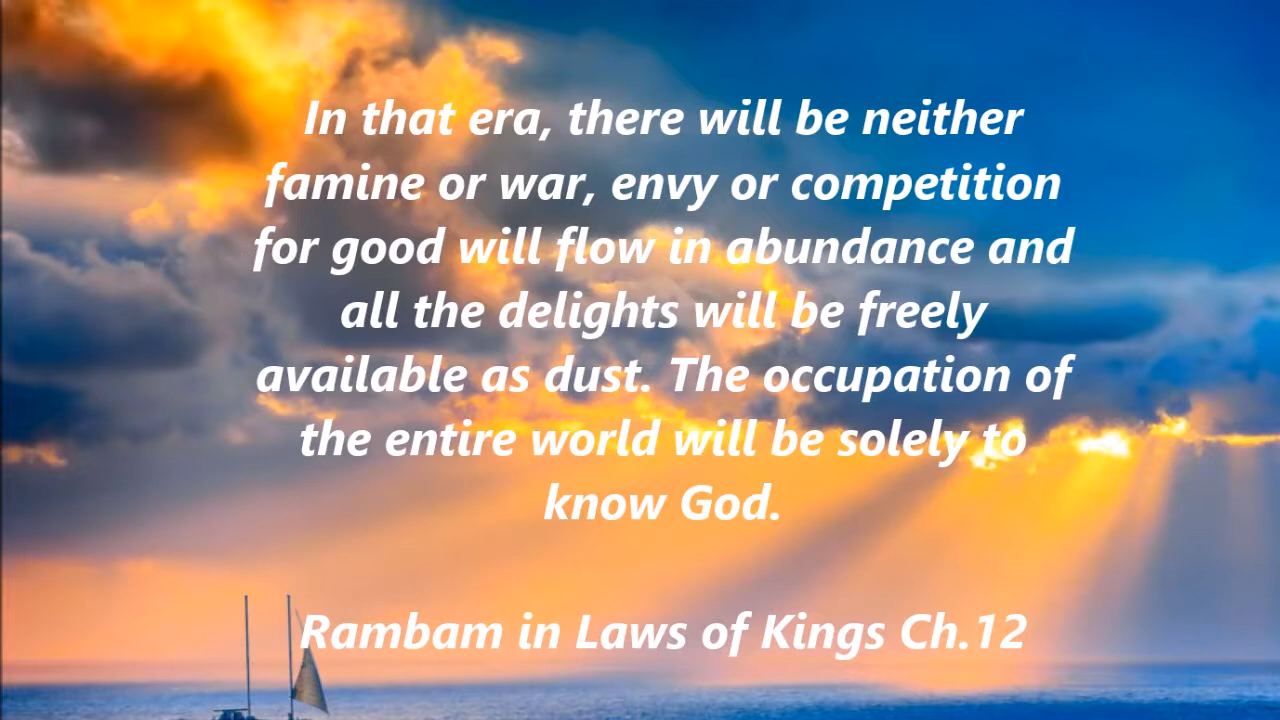 In that era, there will be neither
famine or war, envy or competition
for good will flow in abundance and
all the delights will be freely
available as dust. The occupation of
the entire world will be solely to
know God.
Rambam in Laws of Kings Ch.12